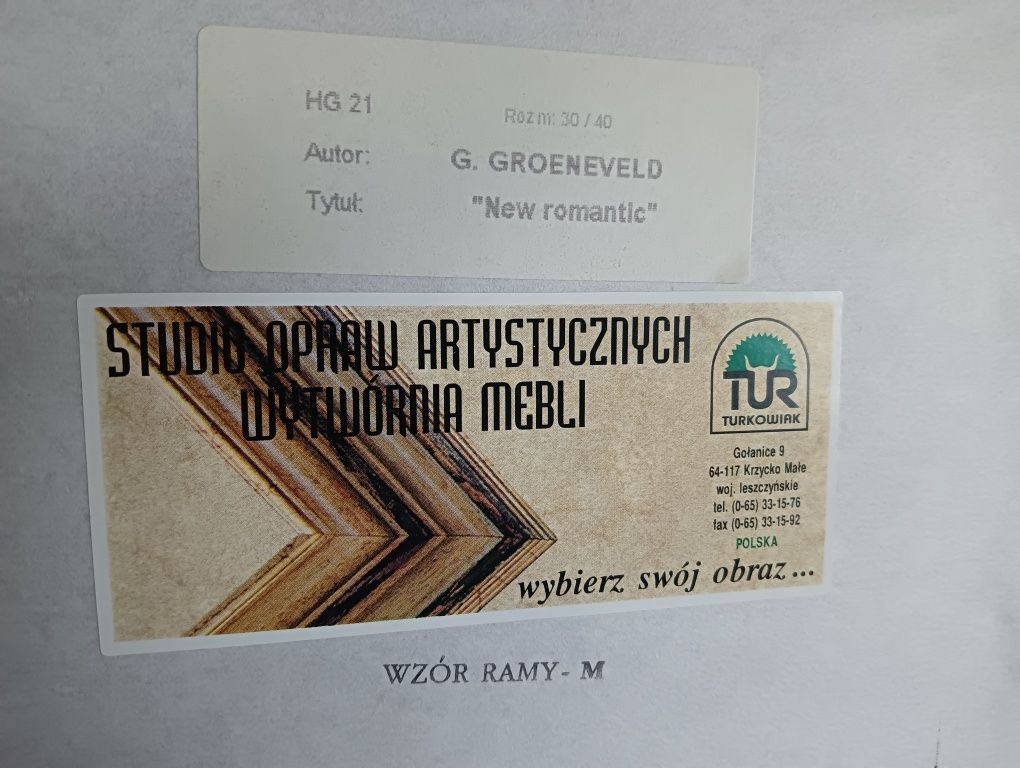 HG 21
Rozm: 30 / 40
Autor: G. GROENEVELD
Tytuł: "New romantic"
STUDIO OPRAW ARTYSTYCZNYCH
WYTWÓRNIA MEBLI
TUR
TURKOWIAK
Gołanice 9
64-117 Krzycko Małe
woj. leszczyńskie
tel. (0-65) 33-15-76
fax (0-65) 33-15-92
POLSKA
wybierz swój obraz...
WZÓR RAMY- M